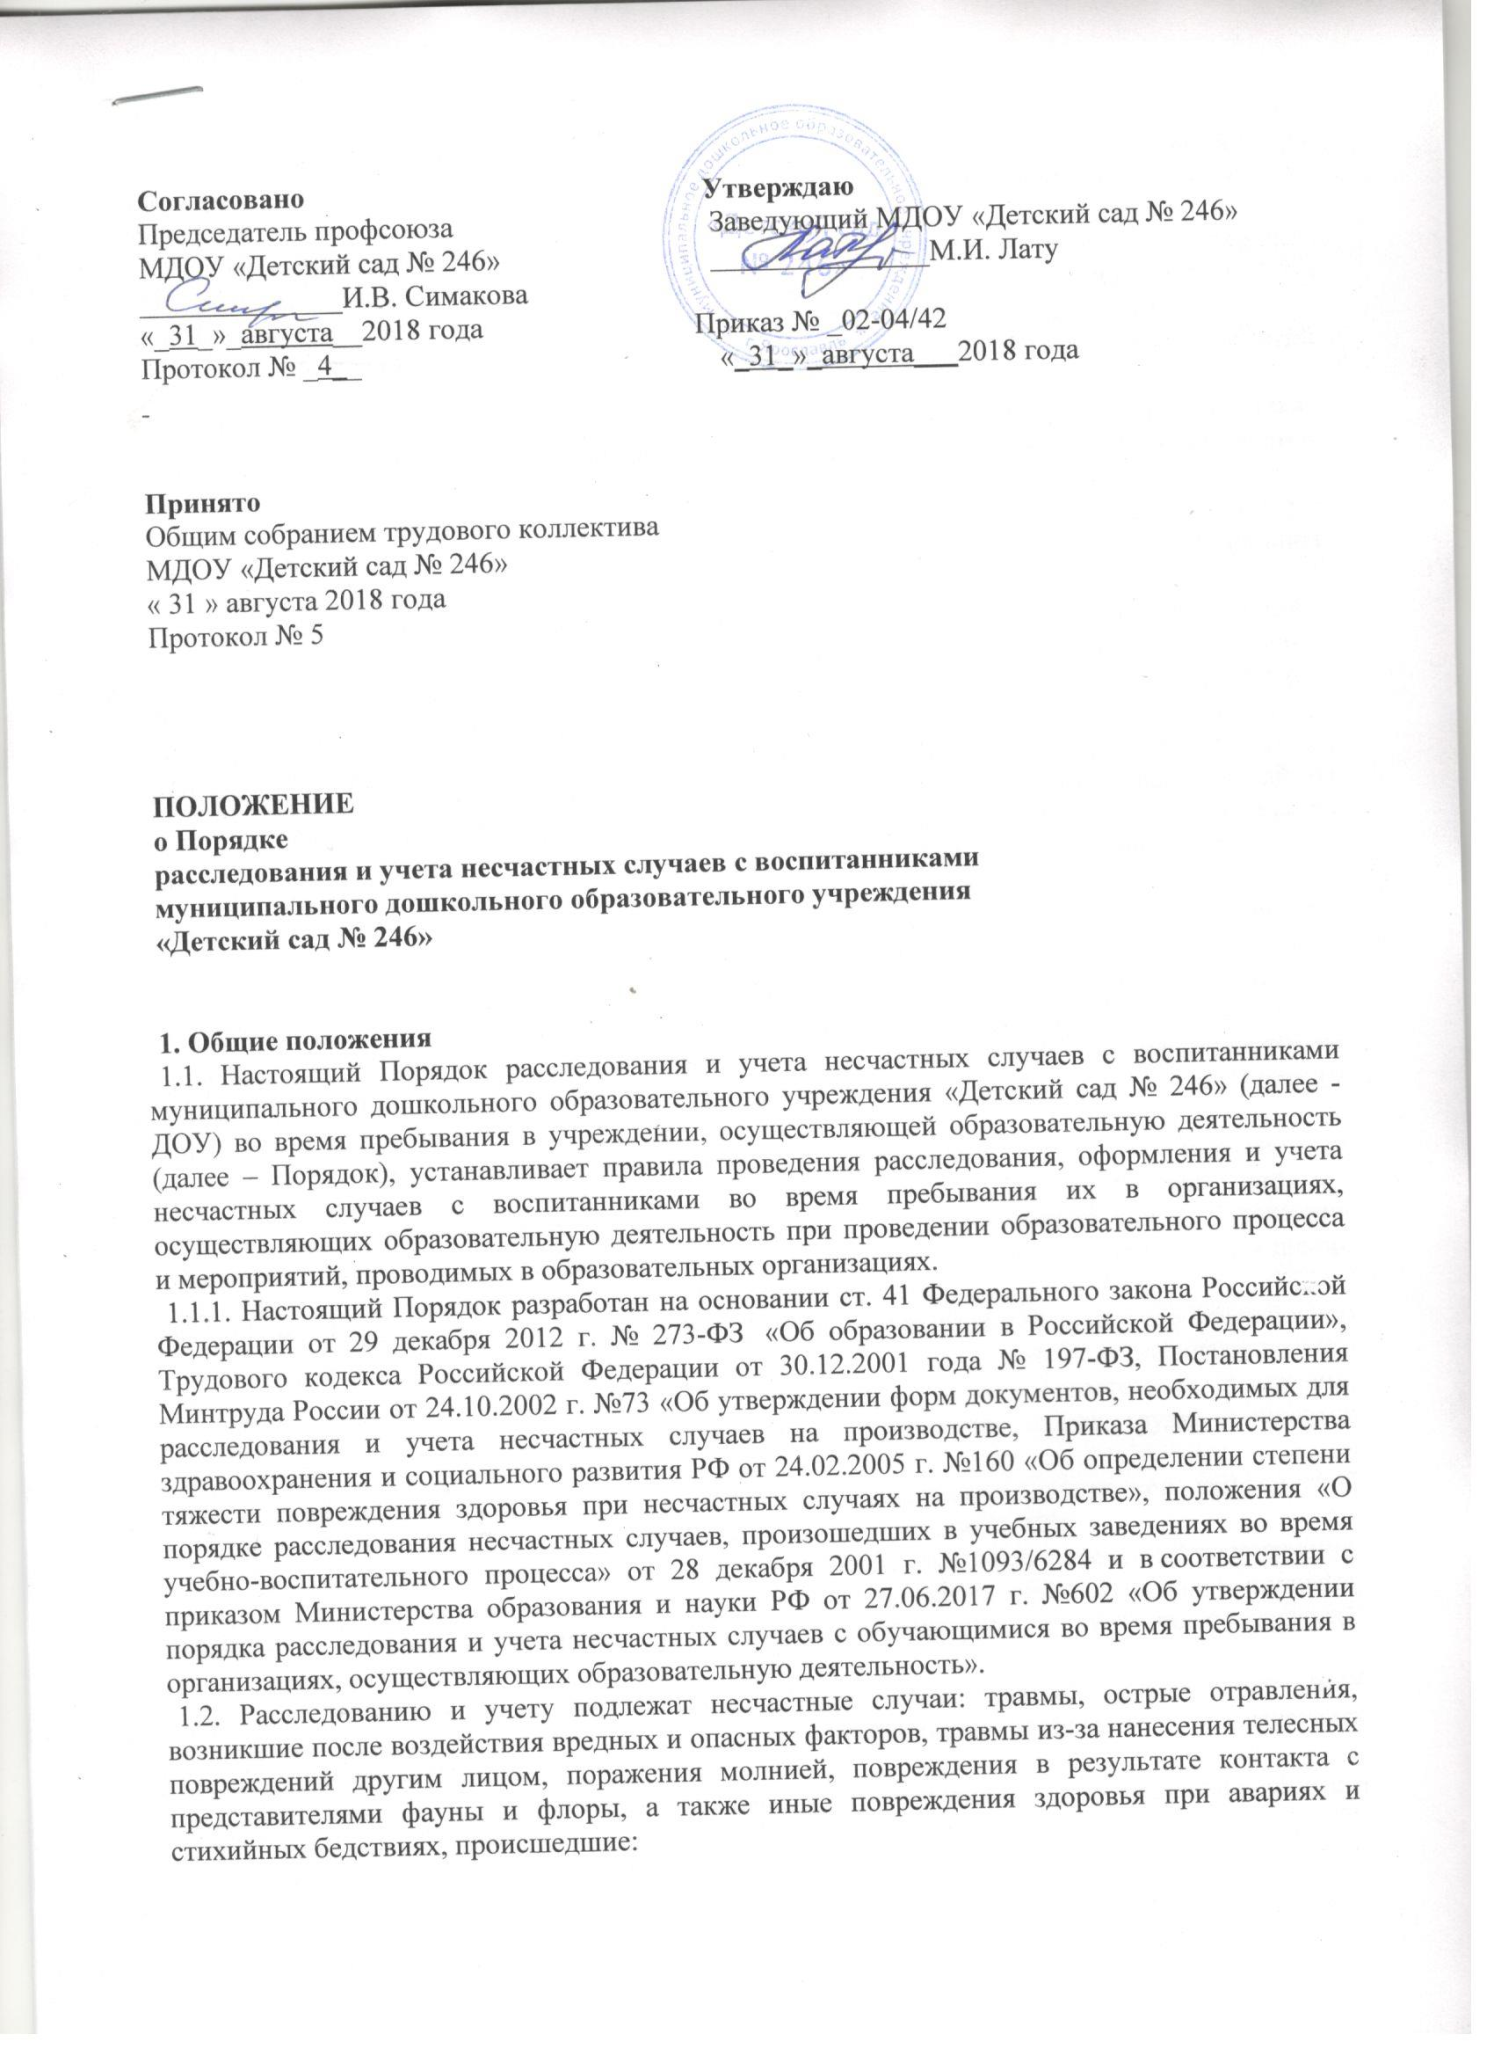 Согласовано
Председатель профсоюза
МДОУ «Детский сад № 246»
_______________И.В. Симакова
«_31_»_августа__2018 года
Протокол № _4__
-
Утверждаю
Заведующий МДОУ «Детский сад № 246»
________________М.И. Лату
Приказ № _02-04/42
«_31_»_августа___2018 года
муниципальное дошкольное образовательное учреждение
г. Ярославль
Принято
Общим собранием трудового коллектива
МДОУ «Детский сад № 246»
« 31 » августа 2018 года
Протокол № 5
ПОЛОЖЕНИЕ
о Порядке
расследования и учета несчастных случаев с воспитанниками
муниципального дошкольного образовательного учреждения
«Детский сад № 246»
1. Общие положения
1.1. Настоящий Порядок расследования и учета несчастных случаев с воспитанниками
муниципального дошкольного образовательного учреждения «Детский сад № 246» (далее -
ДОУ) во время пребывания в учреждении, осуществляющей образовательную деятельность
(далее – Порядок), устанавливает правила проведения расследования, оформления и учета
несчастных случаев с воспитанниками во время пребывания их в организациях,
осуществляющих образовательную деятельность при проведении образовательного процесса
и мероприятий, проводимых в образовательных организациях.
1.1.1. Настоящий Порядок разработан на основании ст. 41 Федерального закона Российской
Федерации от 29 декабря 2012 г. № 273-ФЗ «Об образовании в Российской Федерации»,
Трудового кодекса Российской Федерации от 30.12.2001 года № 197-ФЗ, Постановления
Минтруда России от 24.10.2002 г. №73 «Об утверждении форм документов, необходимых для
расследования и учета несчастных случаев на производстве, Приказа Министерства
здравоохранения и социального развития РФ от 24.02.2005 г. №160 «Об определении степени
тяжести повреждения здоровья при несчастных случаях на производстве», положения «О
порядке расследования несчастных случаев, произошедших в учебных заведениях во время
учебно-воспитательного процесса» от 28 декабря 2001 г. №1093/6284 и в соответствии с
приказом Министерства образования и науки РФ от 27.06.2017 г. №602 «Об утверждении
порядка расследования и учета несчастных случаев с обучающимися во время пребывания в
организациях, осуществляющих образовательную деятельность».
1.2. Расследованию и учету подлежат несчастные случаи: травмы, острые отравления,
возникшие после воздействия вредных и опасных факторов, травмы из-за нанесения телесных
повреждений другим лицом, поражения молнией, повреждения в результате контакта с
представителями фауны и флоры, а также иные повреждения здоровья при авариях и
стихийных бедствиях, происшедшие: